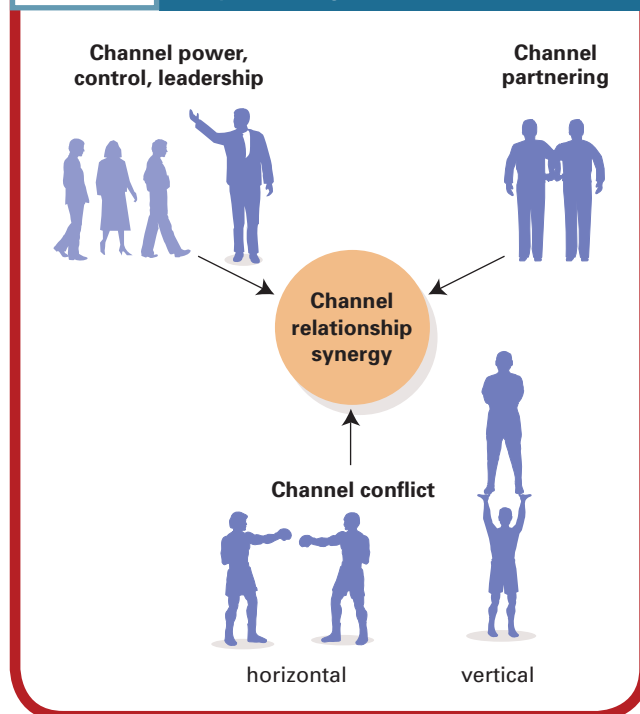 Channel power,
control, leadership
Channel
partnering
Channel
relationship
synergy
Channel conflict
horizontal
vertical